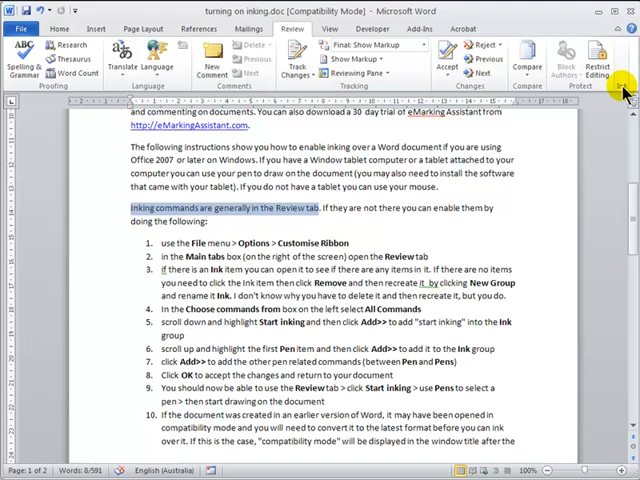 turning on inking.doc [Compatibility Mode] - Microsoft Word
File Home Insert Page Layout References Mailings Review View Developer Add-Ins Acrobat
Research
Thesaurus
Word Count
Spelling & Grammar
Proofing
Translate Language
Language
New Comment
Delete
Comments
Track Changes
Final: Show Markup
Show Markup
Reviewing Pane
Tracking
Accept
Reject
Previous
Next
Changes
Compare
Compare
Block Authors
Restrict Editing
Protect
and commenting on documents. You can also download a 30 day trial of eMarking Assistant from
http://eMarkingAssistant.com.
The following instructions show you how to enable inking over a Word document if you are using
Office 2007 or later on Windows. If you have a Window tablet computer or a tablet attached to your
computer you can use your pen to draw on the document (you may also need to install the software
that came with your tablet). If you do not have a tablet you can use your mouse.
Inking commands are generally in the Review tab. If they are not there you can enable them by
doing the following:
1. use the File menu > Options > Customise Ribbon
2. in the Main tabs box (on the right of the screen) open the Review tab
3. if there is an Ink item you can open it to see if there are any items in it. If there are no items
you need to click the Ink item then click Remove and then recreate it by clicking New Group
and rename it Ink. I don't know why you have to delete it and then recreate it, but you do.
4. In the Choose commands from box on the left select All Commands
5. scroll down and highlight Start inking and then click Add>> to add "start inking" into the Ink
group
6. scroll up and highlight the first Pen item and then click Add>> to add it to the Ink group
7. click Add>> to add the other pen related commands (between Pen and Pens)
8. Click OK to accept the changes and return to your document
9. You should now be able to use the Review tab > click Start inking > use Pens to select a
pen > then start drawing on the document
10. If the document was created in an earlier version of Word, it may have been opened in
compatibility mode and you will need to convert it to the latest format before you can ink
over it. If this is the case, "compatibility mode" will be displayed in the window title after the
Page: 1 of 2 Words: 8/591 English (Australia) 100%